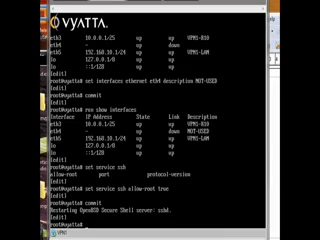 VYATTA
eth3 10.0.0.1/25 up up VPN1-R10
eth4 - up down
eth5 192.168.10.1/24 up up VPN1-LAN
lo 127.0.0.1/8 up up
lo ::1/128 up up
[edit]
root@vyatta# set interfaces ethernet eth4 description NOT-USED
[edit]
root@vyatta# commit
[edit]
root@vyatta# run show interfaces
Interface IP Address State Link Description
eth3 10.0.0.1/25 up up VPN1-R10
eth4 - up down NOT-USED
eth5 192.168.10.1/24 up up VPN1-LAN
lo 127.0.0.1/8 up up
lo ::1/128 up up
[edit]
root@vyatta# set service ssh
allow-root port protocol-version
[edit]
root@vyatta# set service ssh allow-root true
[edit]
root@vyatta# commit
Restarting OpenBSD Secure Shell server: sshd.
[edit]
root@vyatta#
VPN1